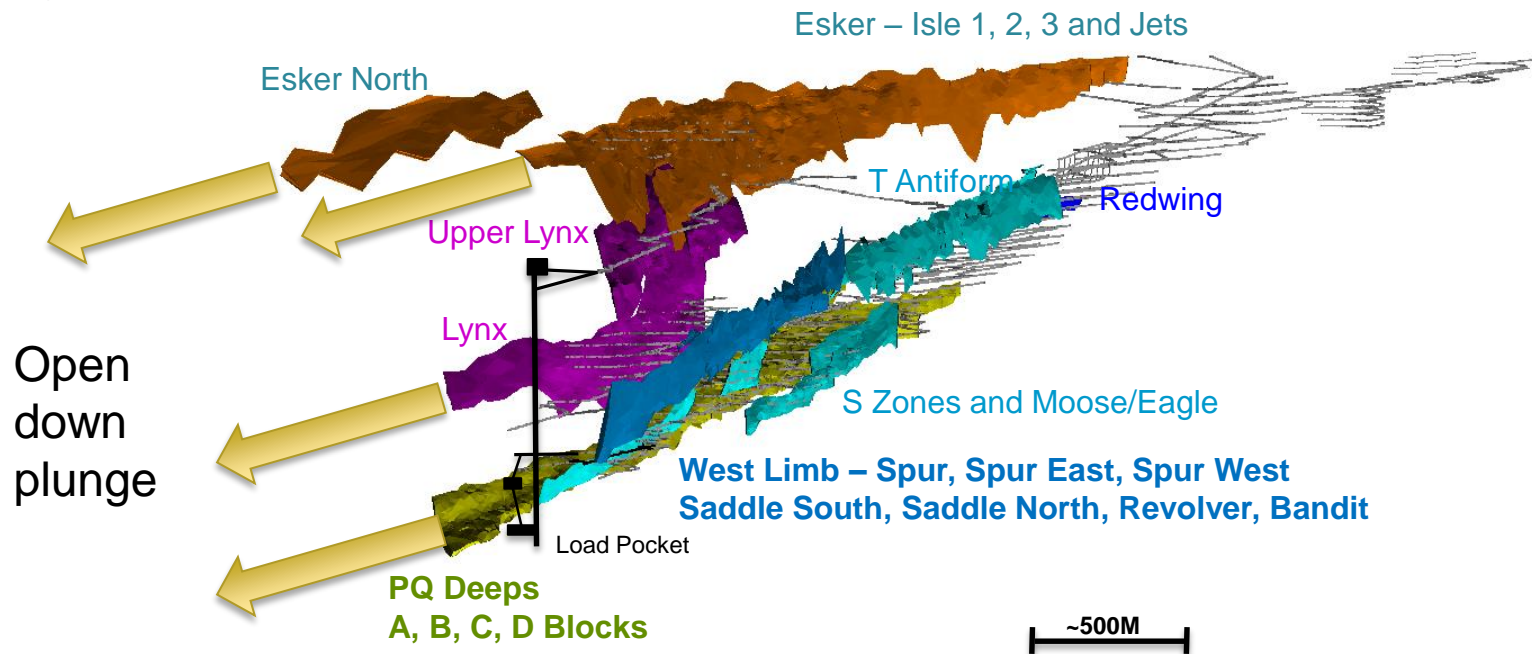 Esker – Isle 1, 2, 3 and Jets
Esker North
T Antiform
Redwing
Upper Lynx
Lynx
Open
down
plunge
S Zones and Moose/Eagle
West Limb – Spur, Spur East, Spur West
Saddle South, Saddle North, Revolver, Bandit
Load Pocket
PQ Deeps
A, B, C, D Blocks
~500M